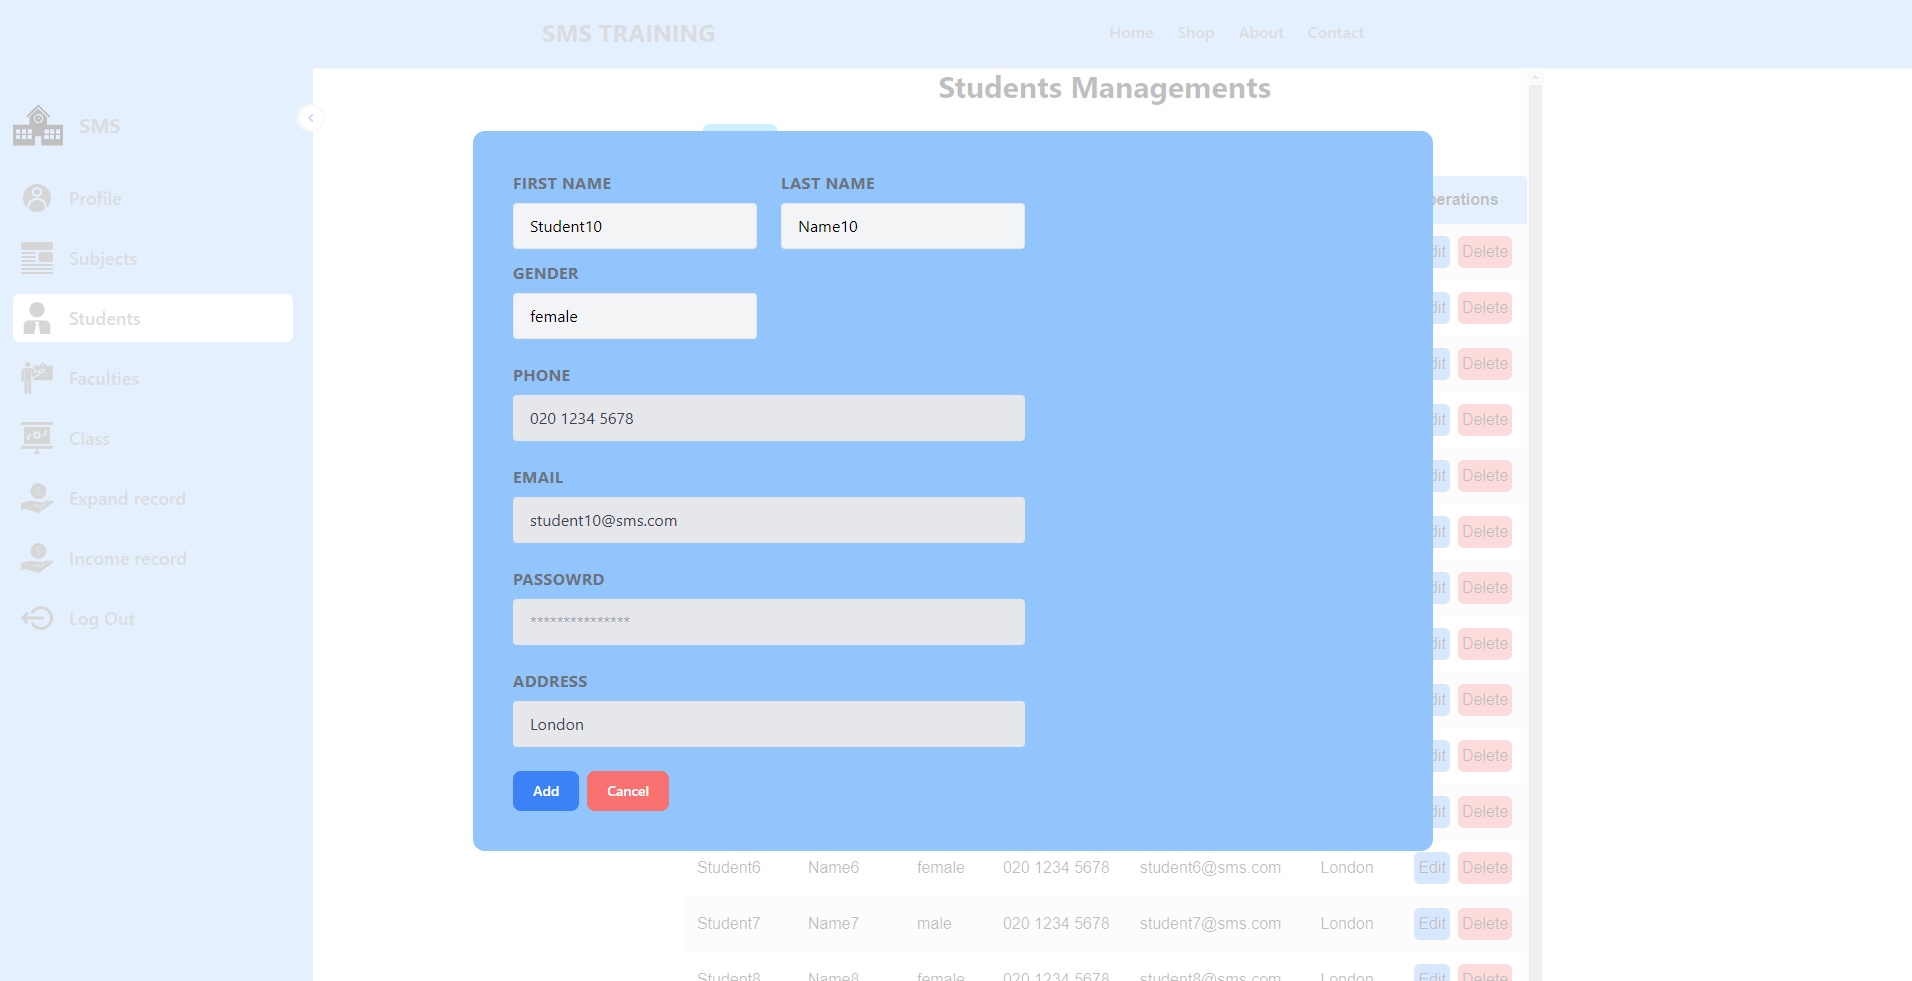 SMS TRAINING
Home Shop About Contact
SMS
Profile
Subjects
Students
Faculties
Class
Expand record
Income record
Log Out
Students Managements
FIRST NAME LAST NAME
Student10 Name10
GENDER
female
PHONE
020 1234 5678
EMAIL
student10@sms.com
PASSOWRD
***************
ADDRESS
London
Add Cancel
perations
dit Delete
dit Delete
dit Delete
dit Delete
dit Delete
dit Delete
dit Delete
dit Delete
dit Delete
dit Delete
dit Delete
Student6 Name6 female 020 1234 5678 student6@sms.com London Edit Delete
Student7 Name7 male 020 1234 5678 student7@sms.com London Edit Delete
Student8 Name8 female 020 1234 5678 student8@sms.com London Edit Delete